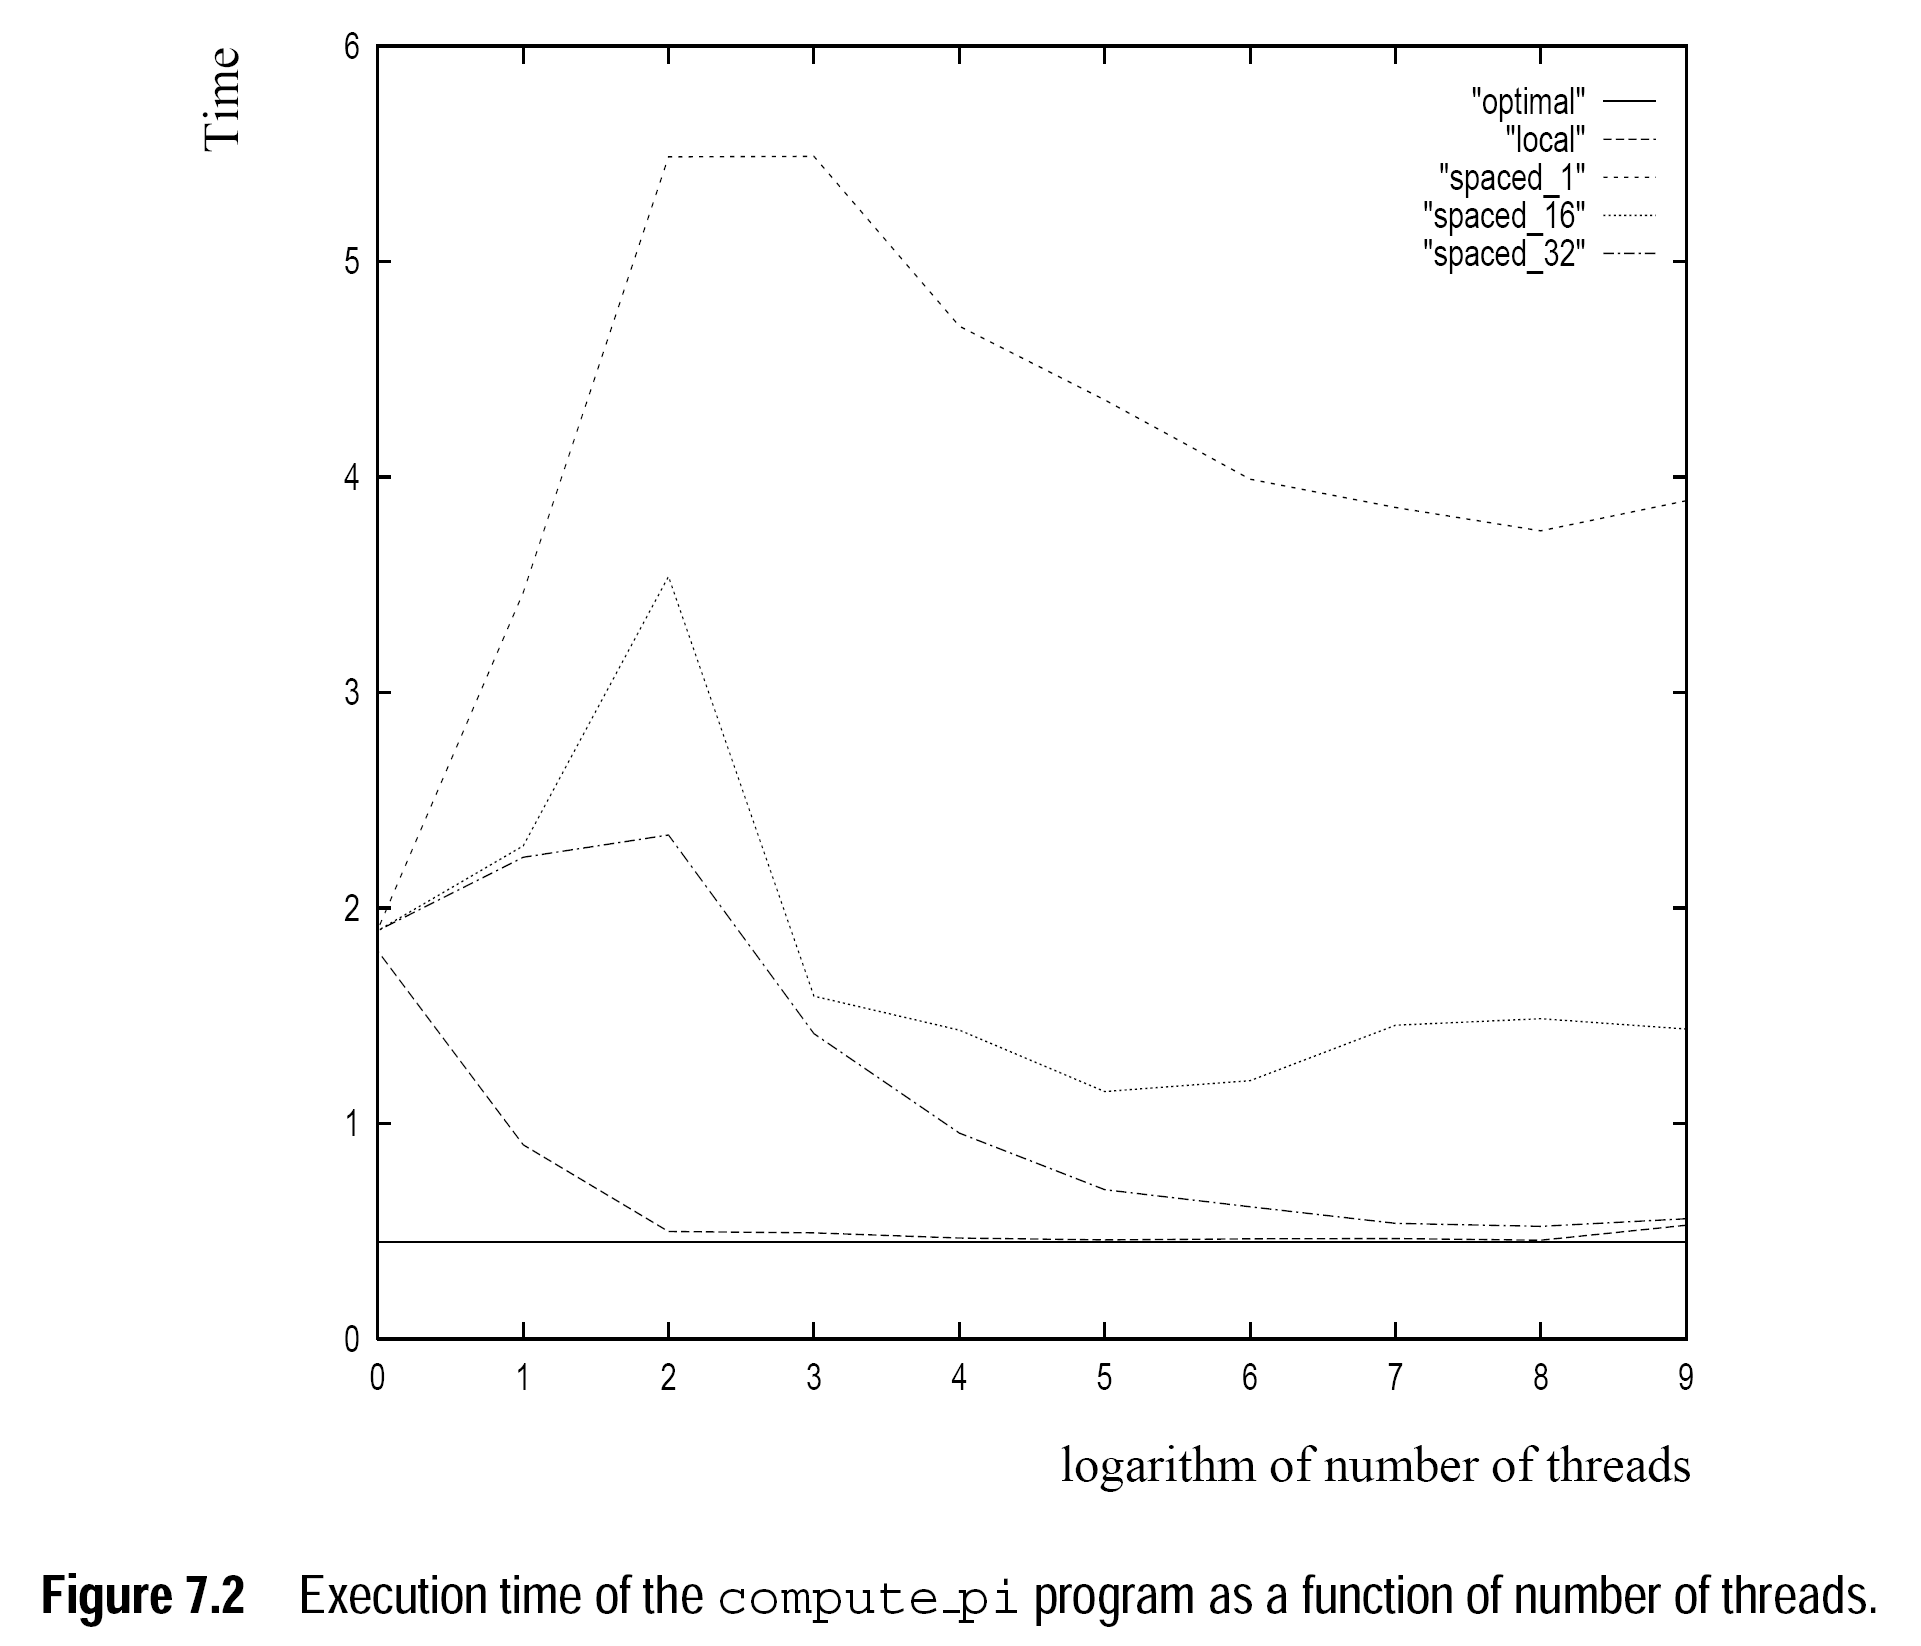 Time
6
5
4
3
2
1
0
"optimal"
"local"
"spaced_1"
"spaced_16"
"spaced_32"
0 1 2 3 4 5 6 7 8 9
logarithm of number of threads
Figure 7.2 Execution time of the compute_pi program as a function of number of threads.